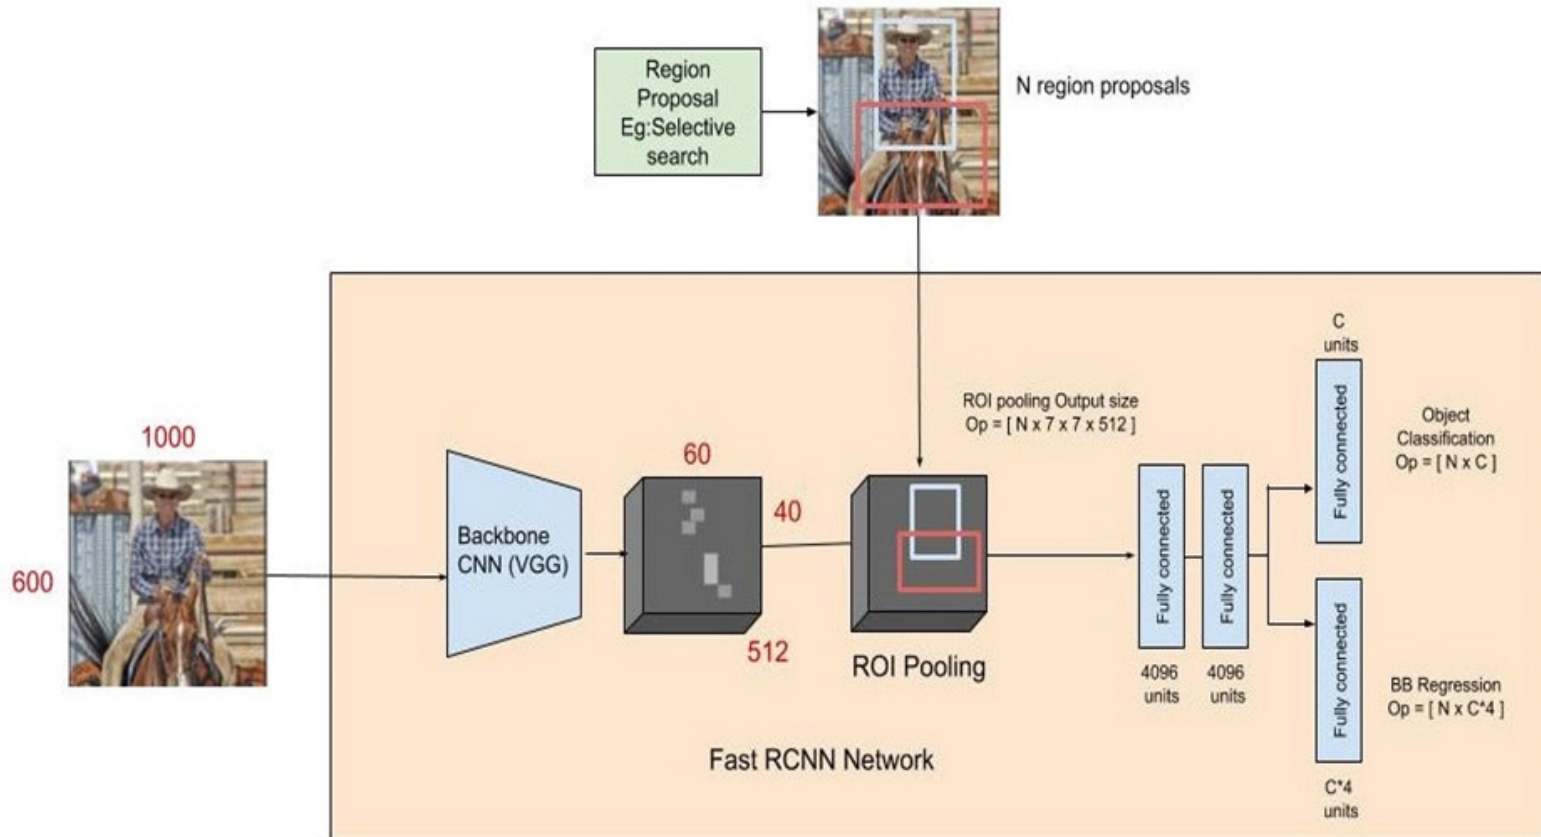 Region
Proposal
Eg:Selective
search
N region proposals
1000
600
Backbone
CNN (VGG)
60
40
512
ROI Pooling
ROI pooling Output size
Op = [ N x 7 x 7 x 512 ]
Fully connected
4096
units
Fully connected
4096
units
C
units
Fully connected
Object
Classification
Op = [ N x C ]
Fully connected
C*4
units
BB Regression
Op = [ N x C*4 ]
Fast RCNN Network